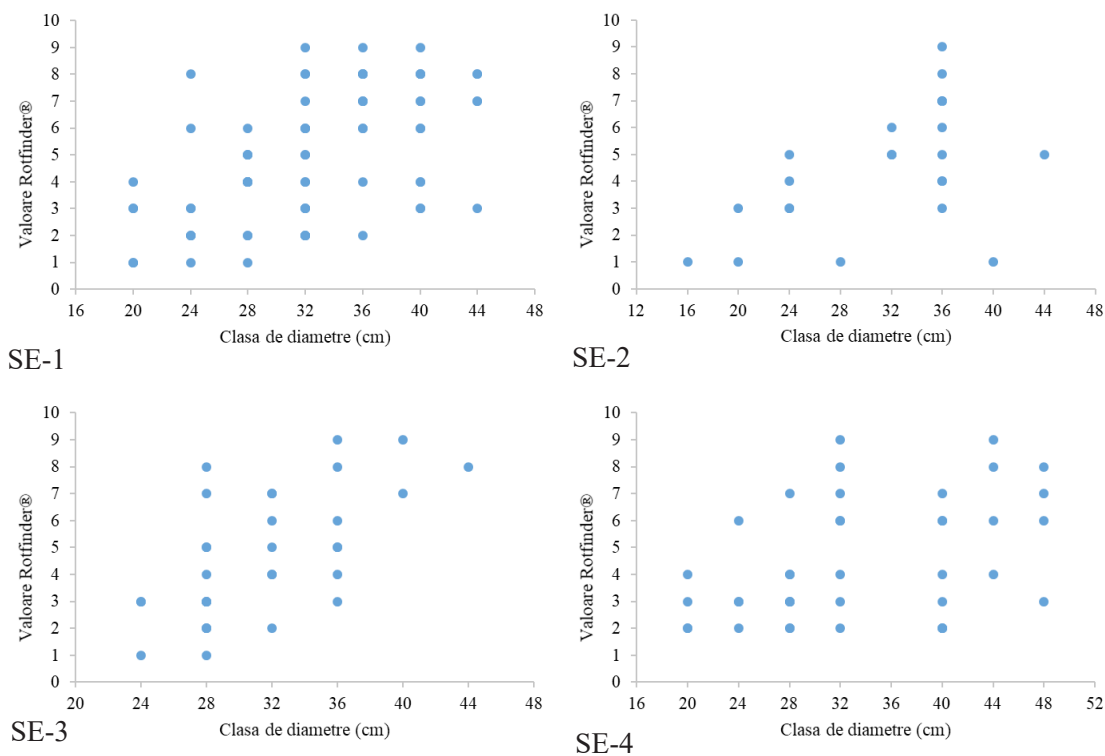 10
9
8
7
6
5
4
3
2
1
0
Valoare Rotfinder®
16 20 24 28 32 36 40 44 48
Clasa de diametre (cm)
SE-1
10
9
8
7
6
5
4
3
2
1
0
Valoare Rotfinder®
12 16 20 24 28 32 36 40 44 48
Clasa de diametre (cm)
SE-2
10
9
8
7
6
5
4
3
2
1
0
Valoare Rotfinder®
20 24 28 32 36 40 44 48
Clasa de diametre (cm)
SE-3
10
9
8
7
6
5
4
3
2
1
0
Valoare Rotfinder®
16 20 24 28 32 36 40 44 48 52
Clasa de diametre (cm)
SE-4